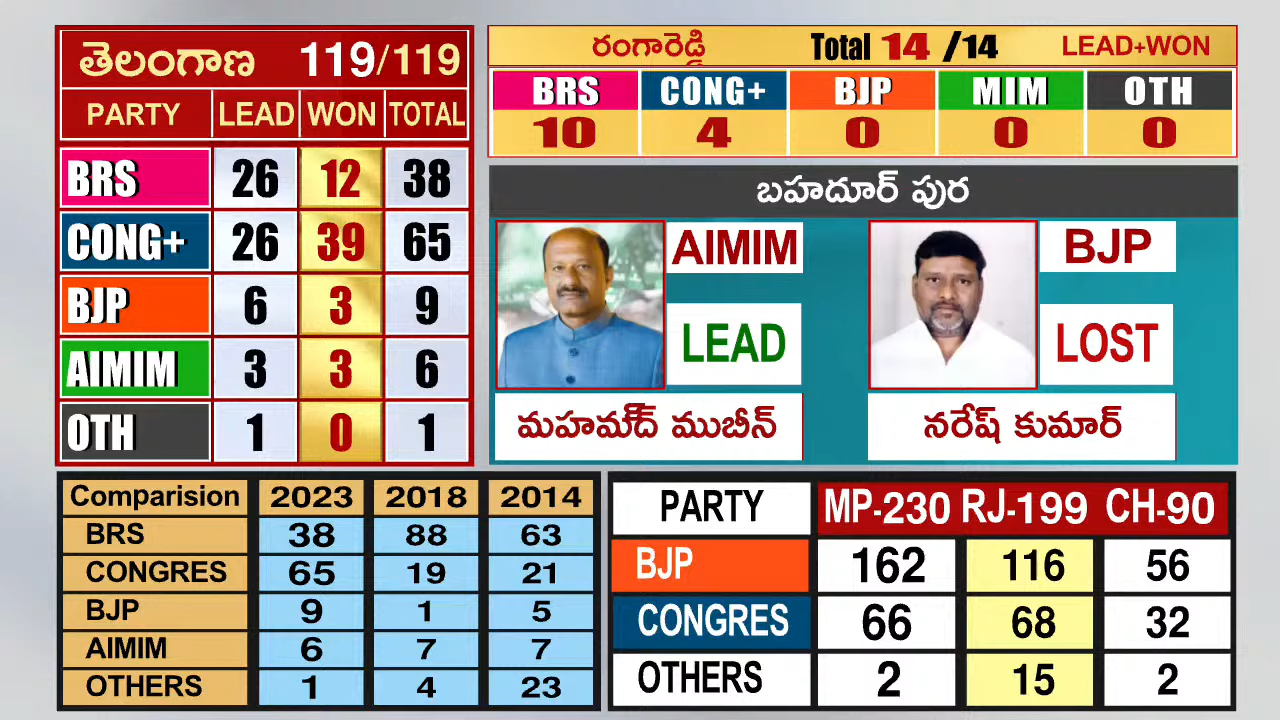 తెలంగాణ 119/119
PARTY LEAD WON TOTAL
BRS 26 12 38
CONG+ 26 39 65
BJP 6 3 9
AIMIM 3 3 6
OTH 1 0 1
రంగారెడ్డి Total 14 /14 LEAD+WON
BRS CONG+ BJP MIM OTH
10 4 0 0 0
బహదూర్ పుర
AIMIM
LEAD
మహమ్మద్ ముబీన్
BJP
LOST
నరేష్ కుమార్
Comparision 2023 2018 2014
BRS 38 88 63
CONGRES 65 19 21
BJP 9 1 5
AIMIM 6 7 7
OTHERS 1 4 23
PARTY MP-230 RJ-199 CH-90
BJP 162 116 56
CONGRES 66 68 32
OTHERS 2 15 2